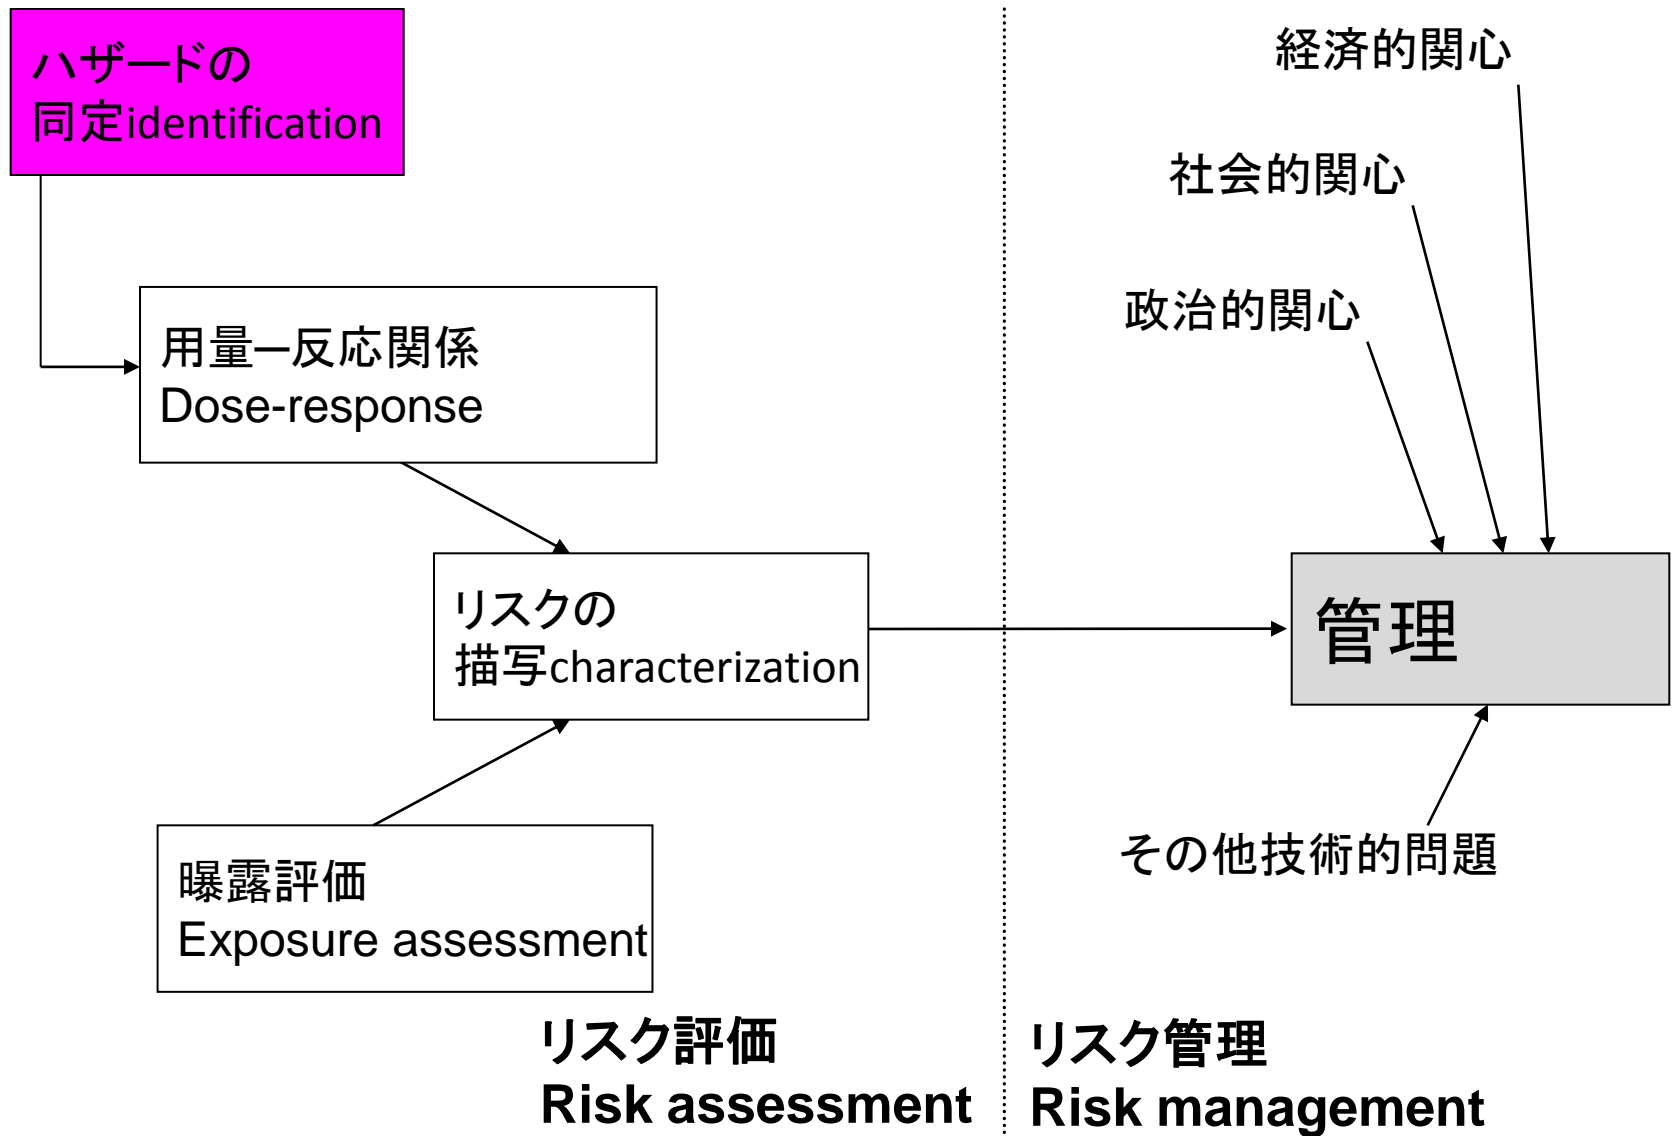 ハザードの
同定identification
用量ー反応関係
Dose-response
リスクの
描写characterization
曝露評価
Exposure assessment
リスク評価
Risk assessment
経済的関心
社会的関心
政治的関心
管理
その他技術的問題
リスク管理
Risk management